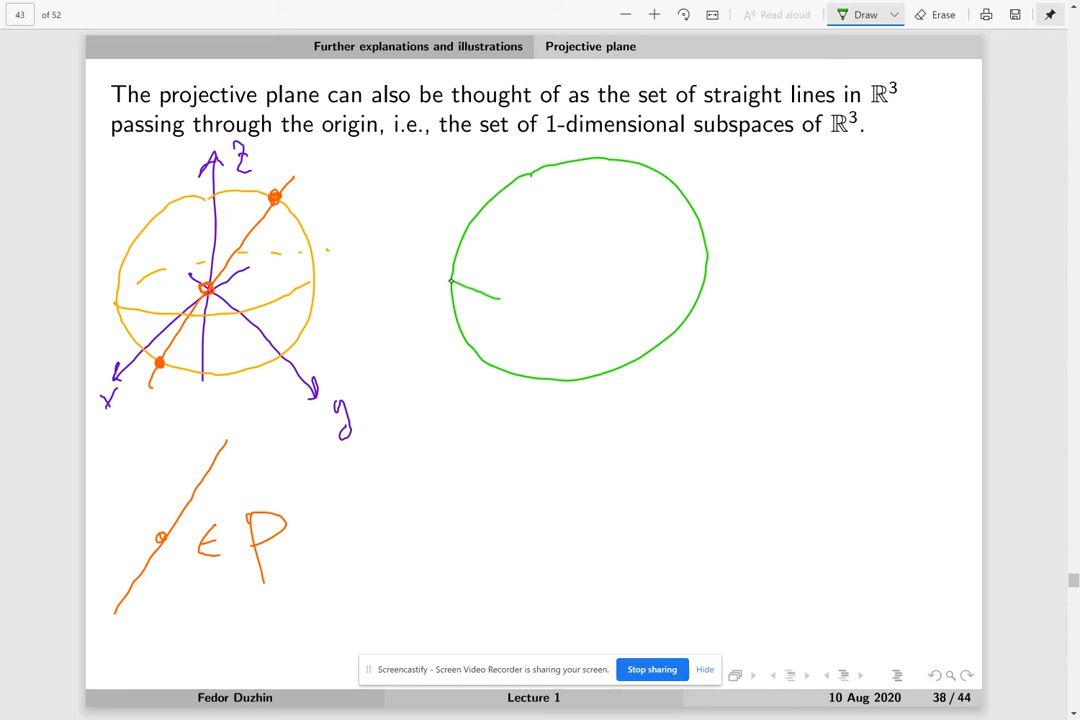 43 of 52
Read aloud
Draw
Erase
Further explanations and illustrations Projective plane
The projective plane can also be thought of as the set of straight lines in ℝ³
passing through the origin, i.e., the set of 1-dimensional subspaces of ℝ³.
z
x
y
∈ P
Screencastify - Screen Video Recorder is sharing your screen. Stop sharing Hide
Fedor Duzhin Lecture 1 10 Aug 2020 38 / 44